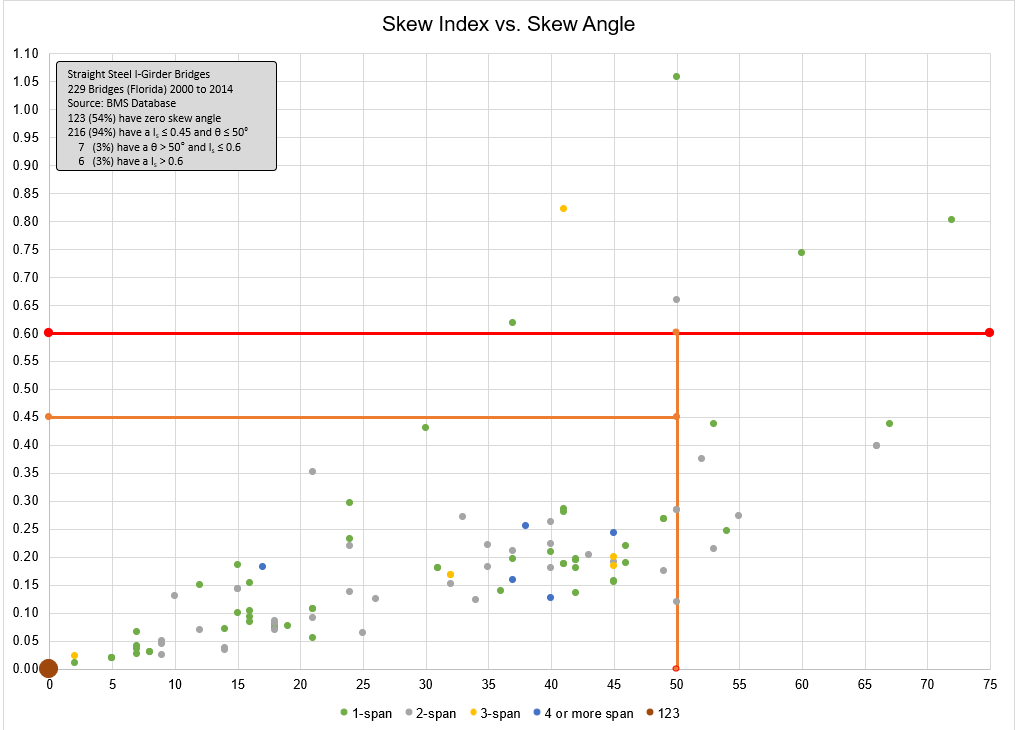 Skew Index vs. Skew Angle
1.10
1.05
1.00
0.95
0.90
0.85
0.80
0.75
0.70
0.65
0.60
0.55
0.50
0.45
0.40
0.35
0.30
0.25
0.20
0.15
0.10
0.05
0.00
Straight Steel I-Girder Bridges
229 Bridges (Florida) 2000 to 2014
Source: BMS Database
123 (54%) have zero skew angle
216 (94%) have a Iₛ ≤ 0.45 and θ ≤ 50°
7 (3%) have a θ > 50° and Iₛ ≤ 0.6
6 (3%) have a Iₛ > 0.6
0 5 10 15 20 25 30 35 40 45 50 55 60 65 70 75
1-span 2-span 3-span 4 or more span 123